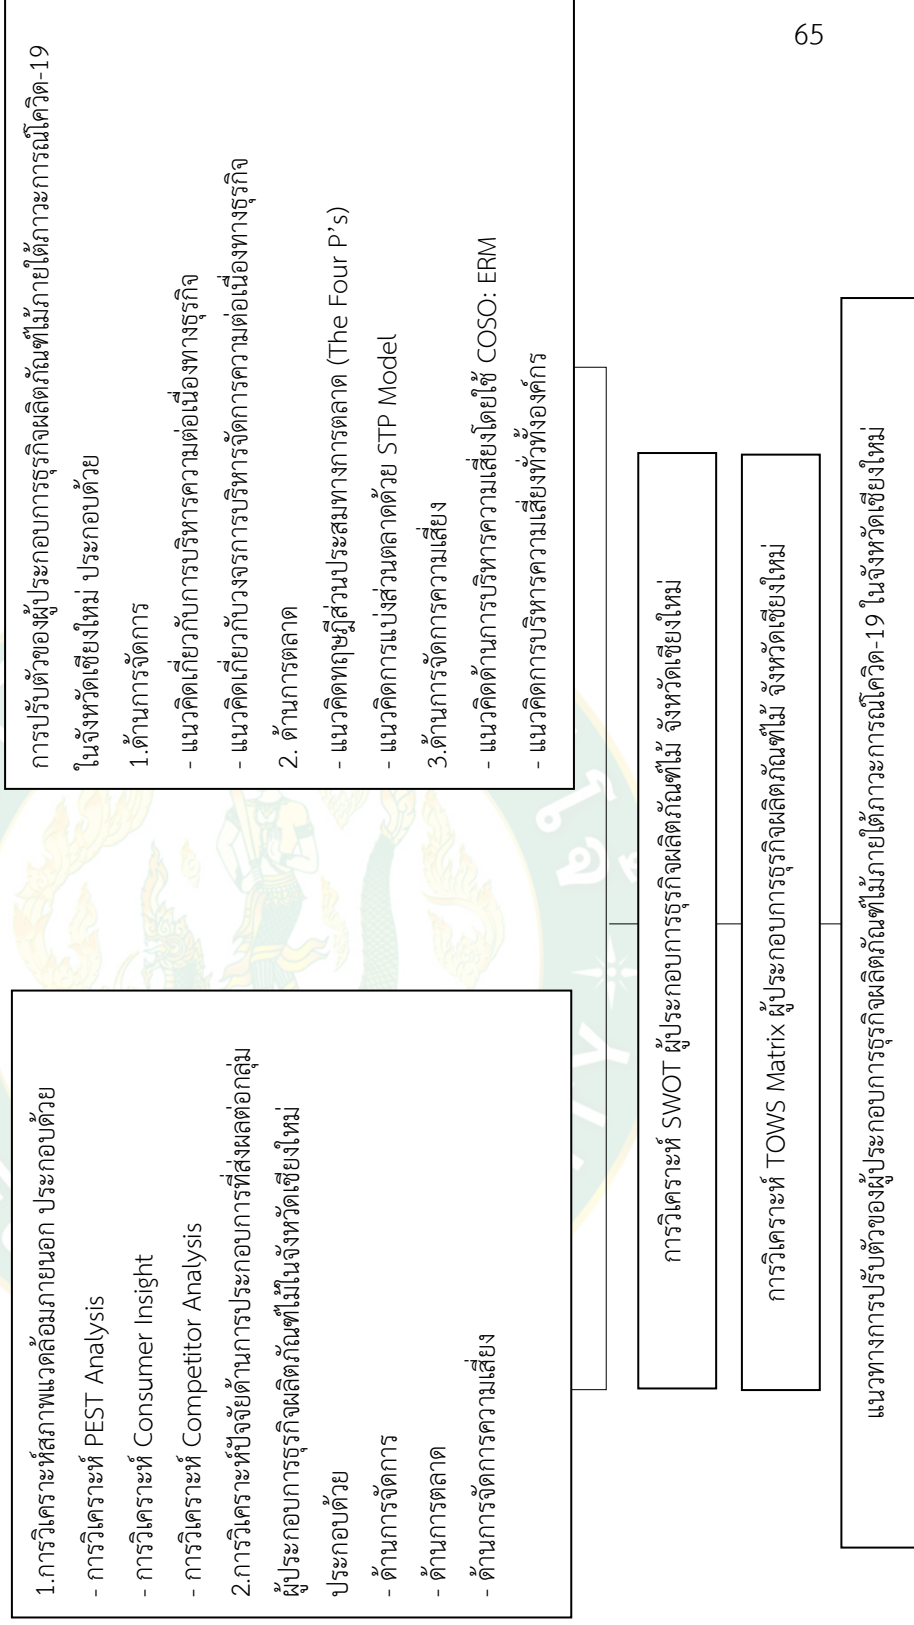 65
1.การวิเคราะห์สภาพแวดล้อมภายนอก ประกอบด้วย
- การวิเคราะห์ PEST Analysis
- การวิเคราะห์ Consumer Insight
- การวิเคราะห์ Competitor Analysis
2.การวิเคราะห์ปัจจัยด้านการประกอบการที่ส่งผลต่อกลุ่ม
ผู้ประกอบการธุรกิจผลิตภัณฑ์ไม้ในจังหวัดเชียงใหม่
ประกอบด้วย
- ด้านการจัดการ
- ด้านการตลาด
- ด้านการจัดการความเสี่ยง
การปรับตัวของผู้ประกอบการธุรกิจผลิตภัณฑ์ไม้ภายใต้ภาวะการณ์โควิด-19
ในจังหวัดเชียงใหม่ ประกอบด้วย
1.ด้านการจัดการ
- แนวคิดเกี่ยวกับการบริหารความต่อเนื่องทางธุรกิจ
- แนวคิดเกี่ยวกับวงจรการบริหารจัดการความต่อเนื่องทางธุรกิจ
2. ด้านการตลาด
- แนวคิดทฤษฎีส่วนประสมทางการตลาด (The Four P's)
- แนวคิดการแบ่งส่วนตลาดด้วย STP Model
3.ด้านการจัดการความเสี่ยง
- แนวคิดด้านการบริหารความเสี่ยงโดยใช้ COSO: ERM
- แนวคิดการบริหารความเสี่ยงทั่วทั้งองค์กร
การวิเคราะห์ SWOT ผู้ประกอบการธุรกิจผลิตภัณฑ์ไม้ จังหวัดเชียงใหม่
การวิเคราะห์ TOWS Matrix ผู้ประกอบการธุรกิจผลิตภัณฑ์ไม้ จังหวัดเชียงใหม่
แนวทางการปรับตัวของผู้ประกอบการธุรกิจผลิตภัณฑ์ไม้ภายใต้ภาวะการณ์โควิด-19 ในจังหวัดเชียงใหม่